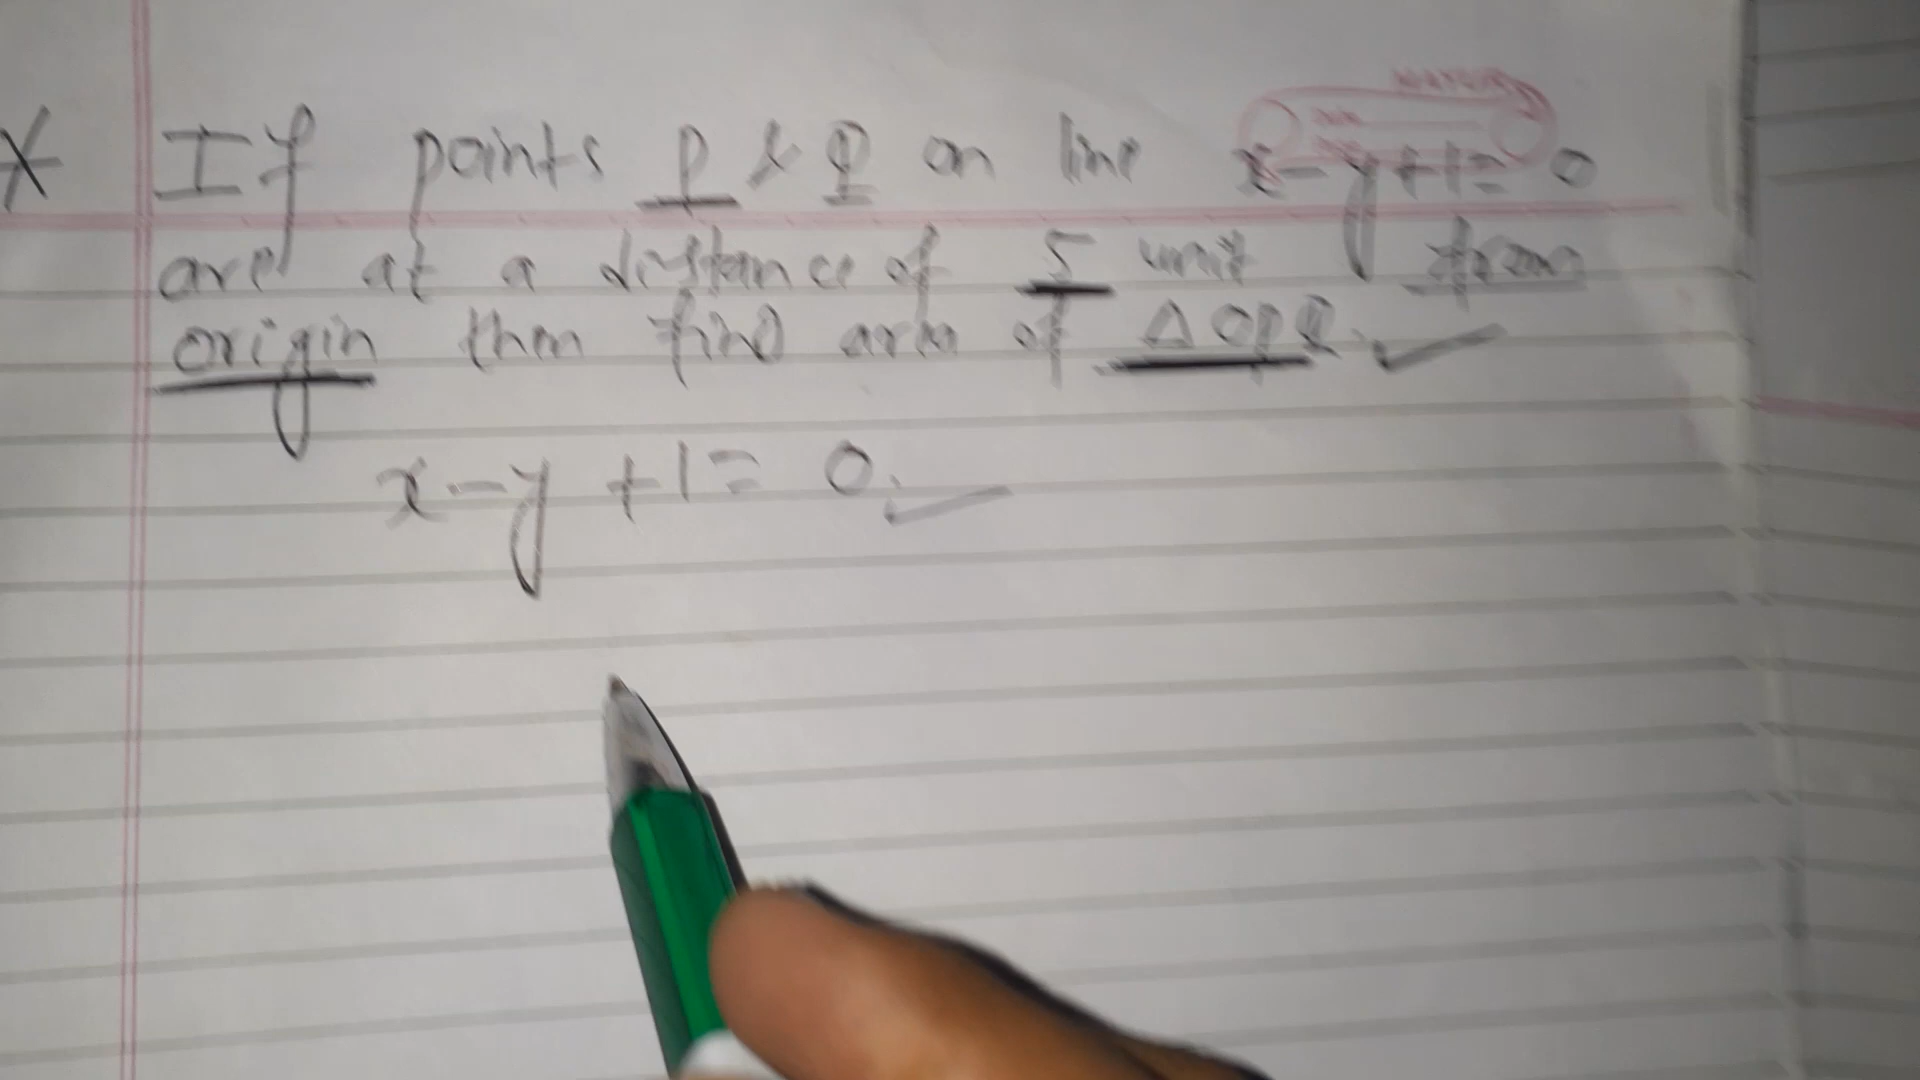 If points P & Q on line x-y+1=0
are at a distance of 5 unit from
origin then find area of △OPQ.
x-y+1=0.